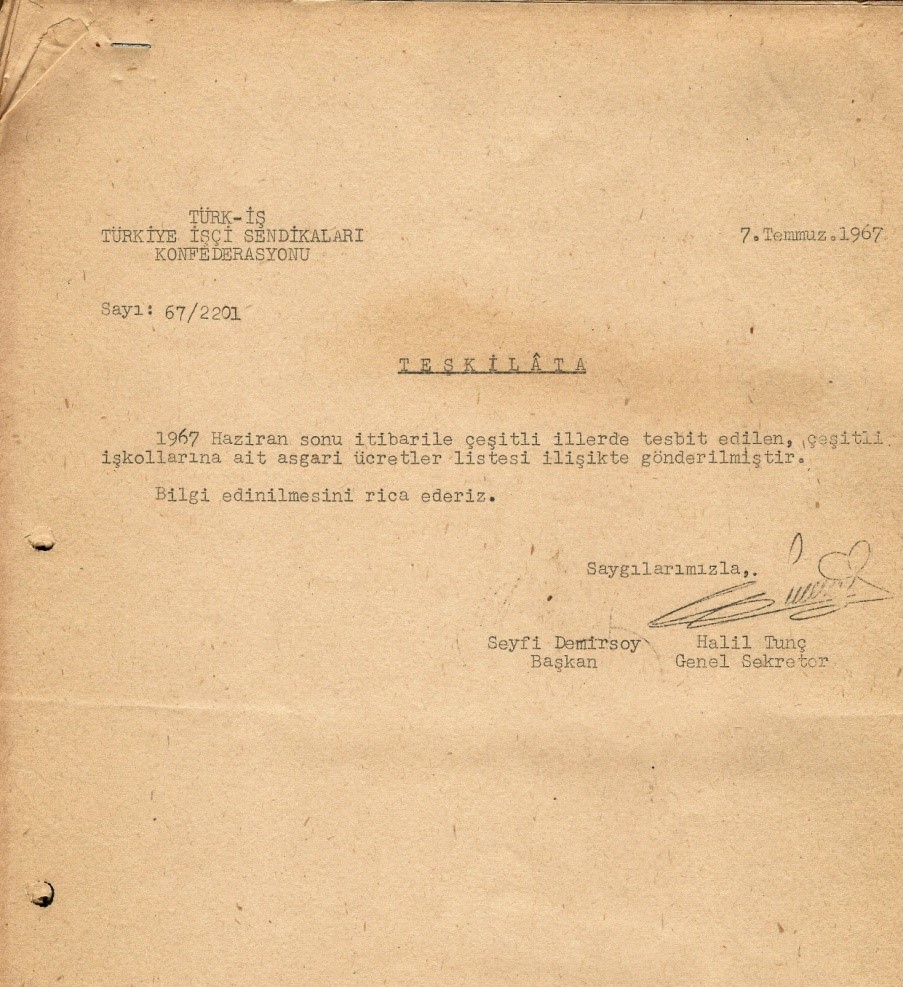 TÜRK-İŞ
TÜRKİYE İŞÇİ SENDİKALARI
KONFEDERASYONU
7.Temmuz.1967
Sayı: 67/2201
TEŞKİLÂTA
1967 Haziran sonu itibarile çeşitli illerde tesbit edilen, çeşitli
işkollarına ait asgari ücretler listesi ilişikte gönderilmiştir.
Bilgi edinilmesini rica ederiz.
Saygılarımızla,.
Seyfi Demirsoy Halil Tunç
Başkan Genel Sekreter